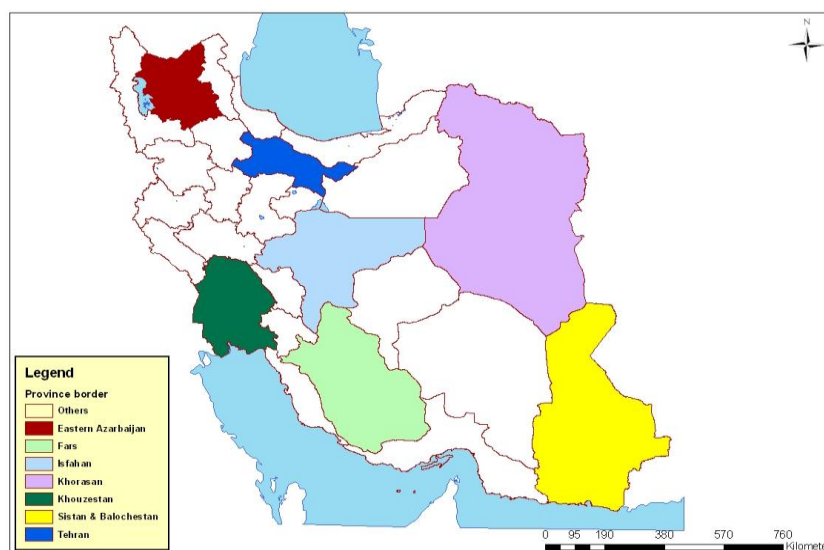 N
Legend
Province border
Others
Eastern Azarbaijan
Fars
Isfahan
Khorasan
Khouzestan
Sistan & Balochestan
Tehran
0 95 190 380 570 760
Kilomete